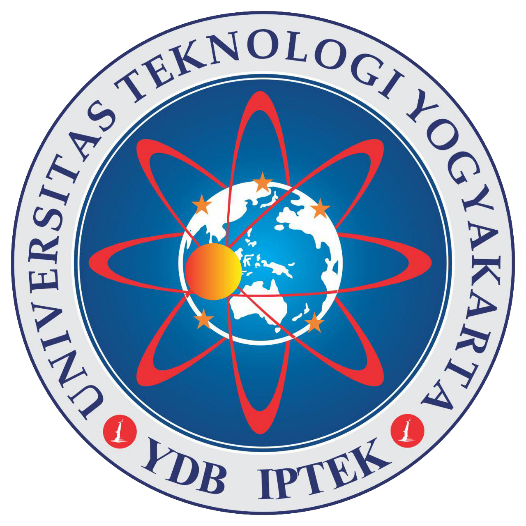 UNIVERSITAS TEKNOLOGI YOGYAKARTA
YDB IPTEK